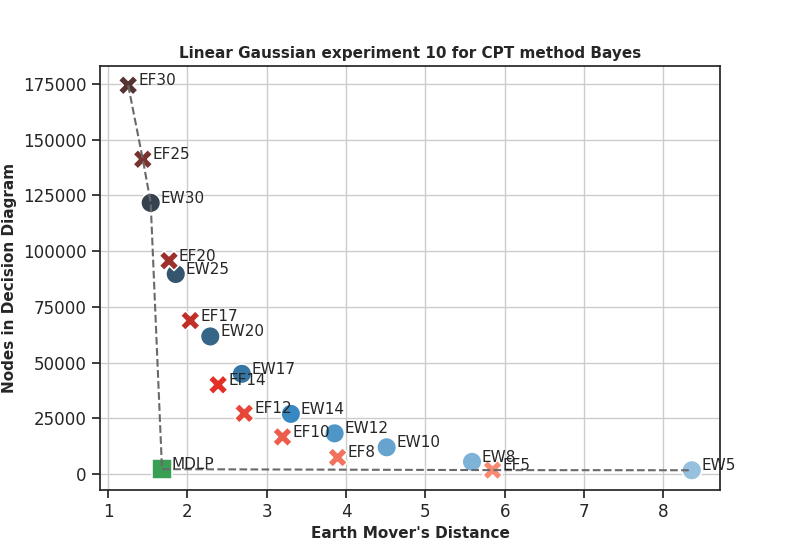 Linear Gaussian experiment 10 for CPT method Bayes
Nodes in Decision Diagram
175000
150000
125000
100000
75000
50000
25000
0
EF30
EF25
EW30
EF20
EW25
EF17
EW20
EW17
EF14
EF12
EW14
EF10
EW12
EW10
EF8
EW8
EF5
EW5
MDLP
1 2 3 4 5 6 7 8
Earth Mover's Distance